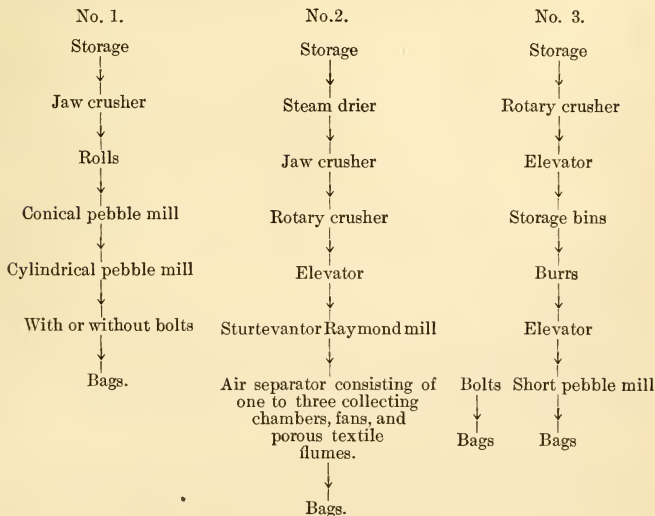 No. 1.
Storage
Jaw crusher
Rolls
Conical pebble mill
Cylindrical pebble mill
With or without bolts
Bags.
No.2.
Storage
Steam drier
Jaw crusher
Rotary crusher
Elevator
Sturtevant or Raymond mill
Air separator consisting of
one to three collecting
chambers, fans, and
porous textile
flumes.
Bags.
No. 3.
Storage
Rotary crusher
Elevator
Storage bins
Burrs
Elevator
Bolts Short pebble mill
Bags Bags